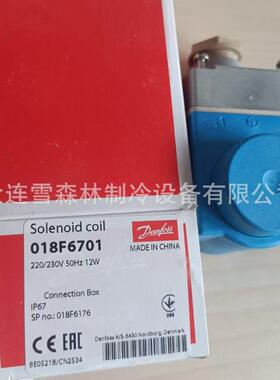 大连雪森林制冷设备有限公司
Solenoid coil
018F6701
Danfoss
MADE IN CHINA
220/230V 50Hz 12W
Connection Box
IP67
SP no.: 018F6176
Danfoss A/S, 6430 Nordborg, Denmark
BE0521B/CN2534